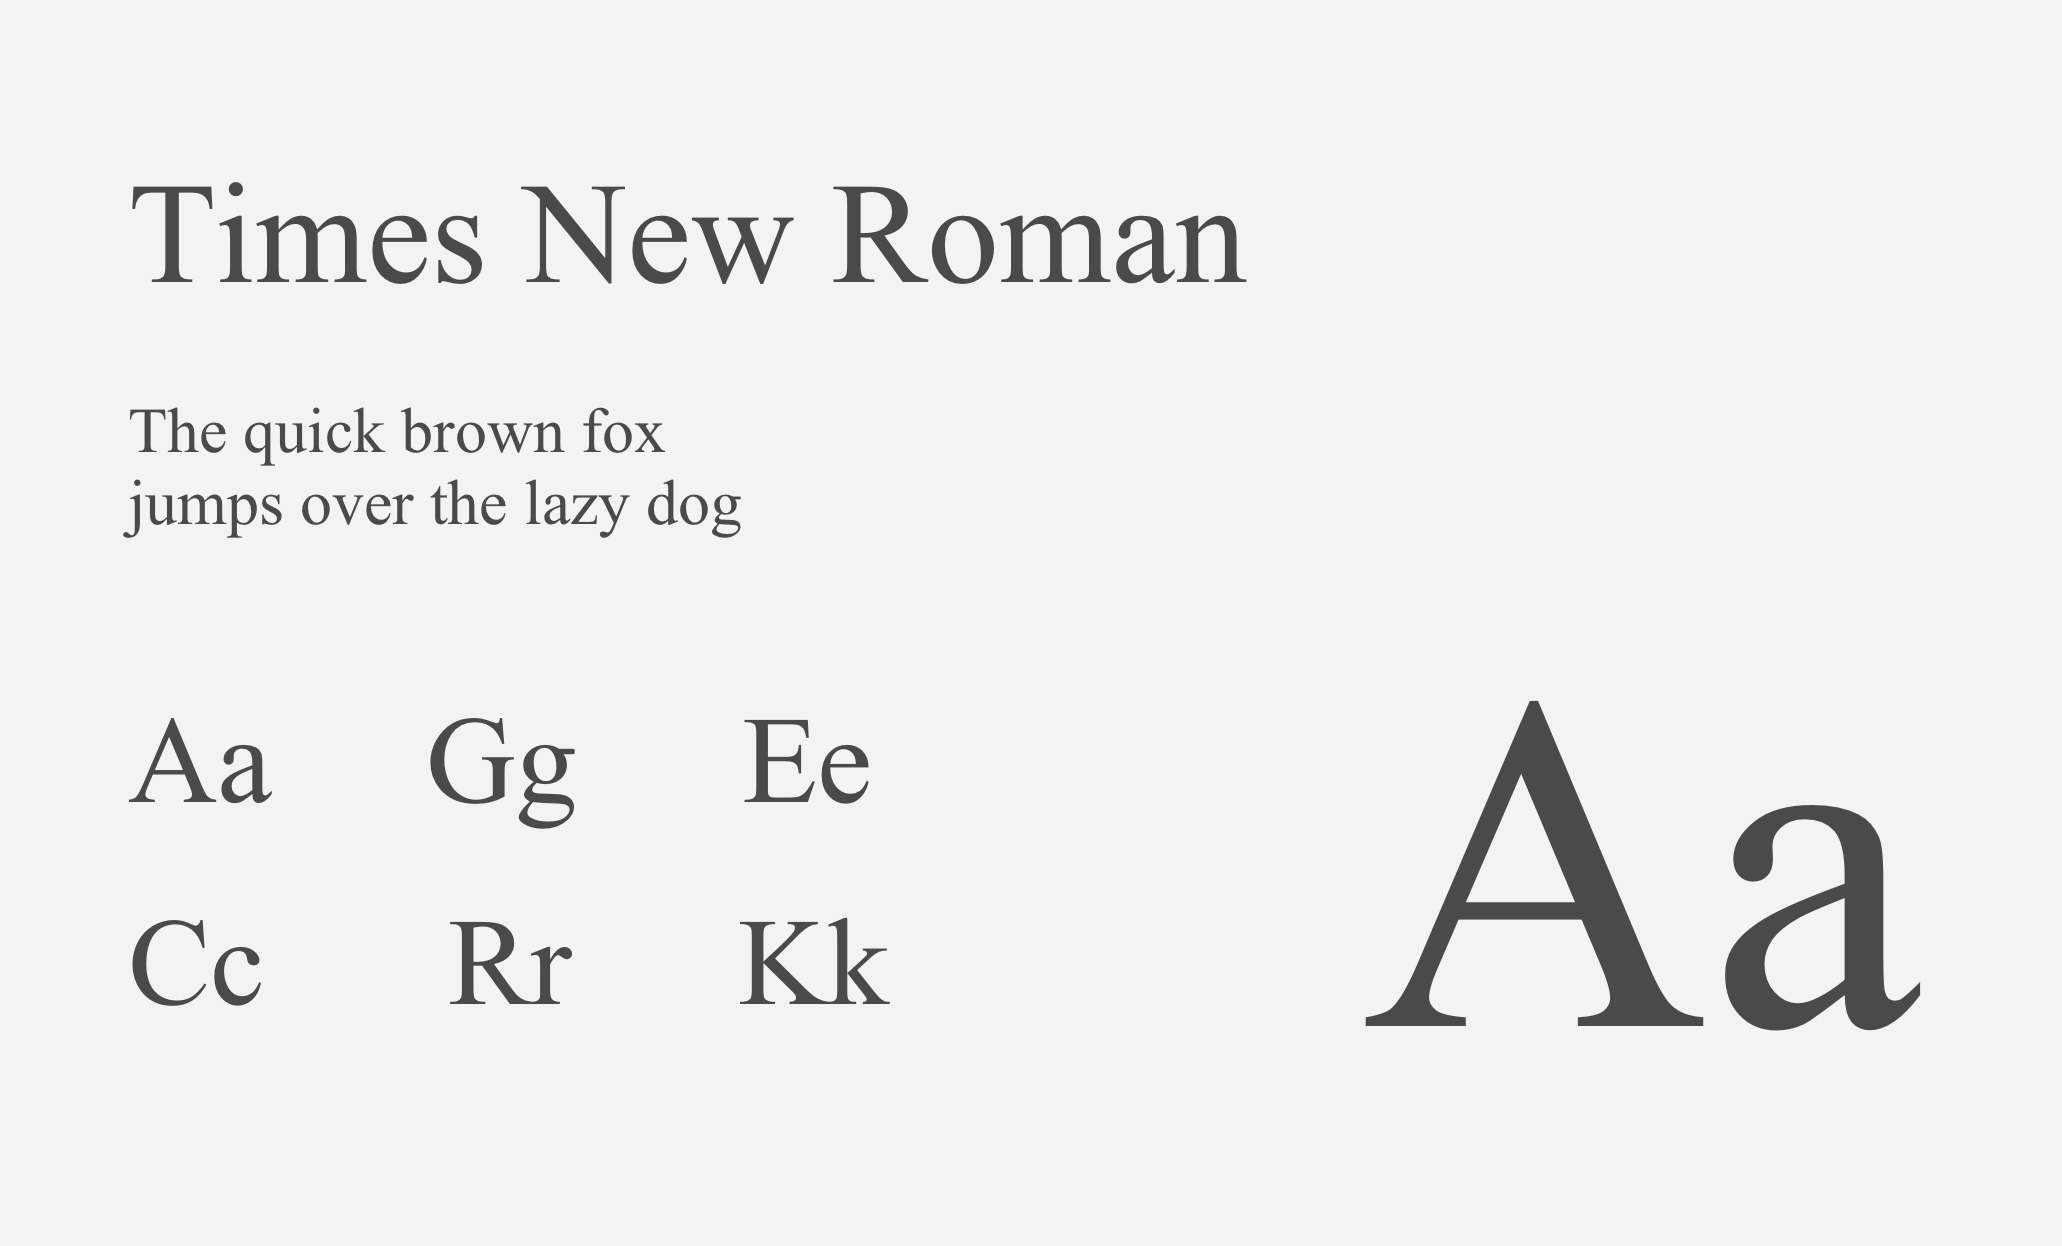 Times New Roman
The quick brown fox
jumps over the lazy dog
Aa Gg Ee
Cc Rr Kk
Aa